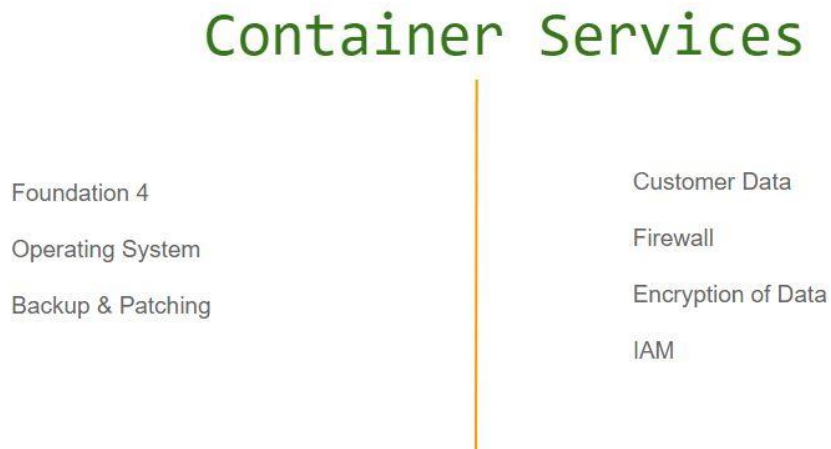 Container Services
Foundation 4
Operating System
Backup & Patching
Customer Data
Firewall
Encryption of Data
IAM